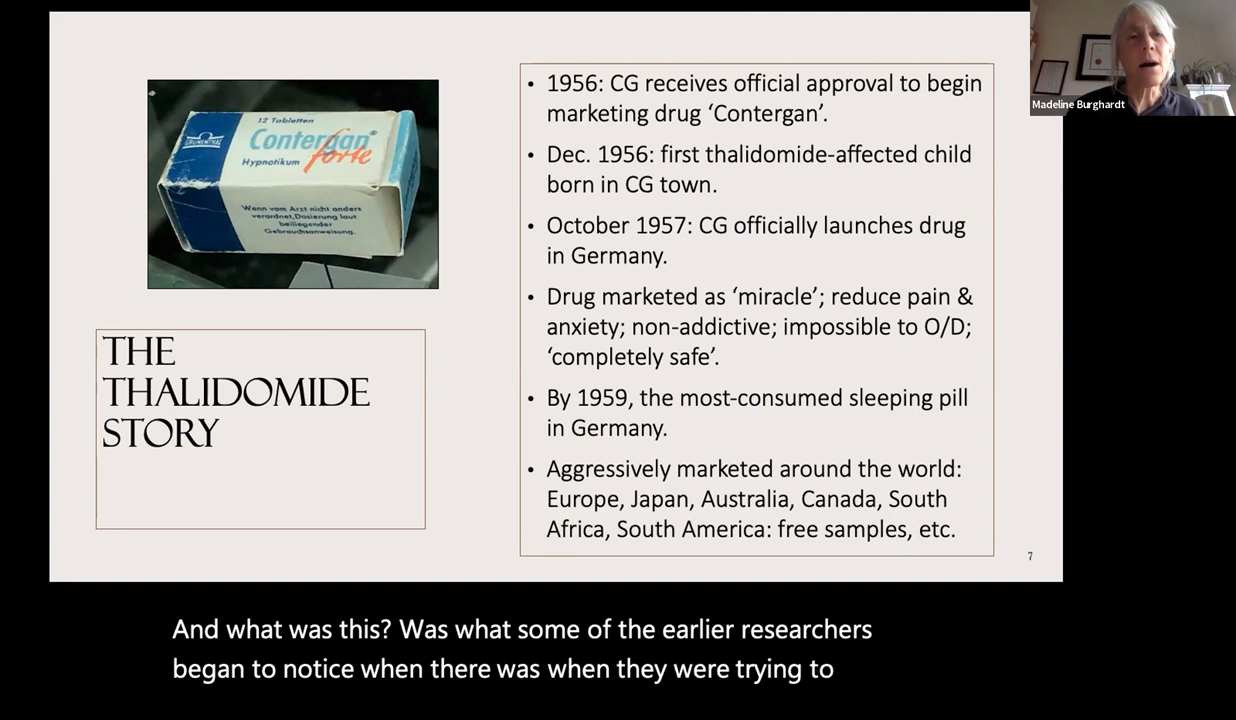 12 Tabletten
Contergan®
forte
Hypnotikum
GRÜNENTHAL
Wenn vom Arzt nicht anders
verordnet, Dosierung laut
beiliegender
Gebrauchsanweisung.
THE
THALIDOMIDE
STORY
• 1956: CG receives official approval to begin
marketing drug ‘Contergan’.
• Dec. 1956: first thalidomide-affected child
born in CG town.
• October 1957: CG officially launches drug
in Germany.
• Drug marketed as ‘miracle’; reduce pain &
anxiety; non-addictive; impossible to O/D;
‘completely safe’.
• By 1959, the most-consumed sleeping pill
in Germany.
• Aggressively marketed around the world:
Europe, Japan, Australia, Canada, South
Africa, South America: free samples, etc.
7
Madeline Burghardt
And what was this? Was what some of the earlier researchers
began to notice when there was when they were trying to